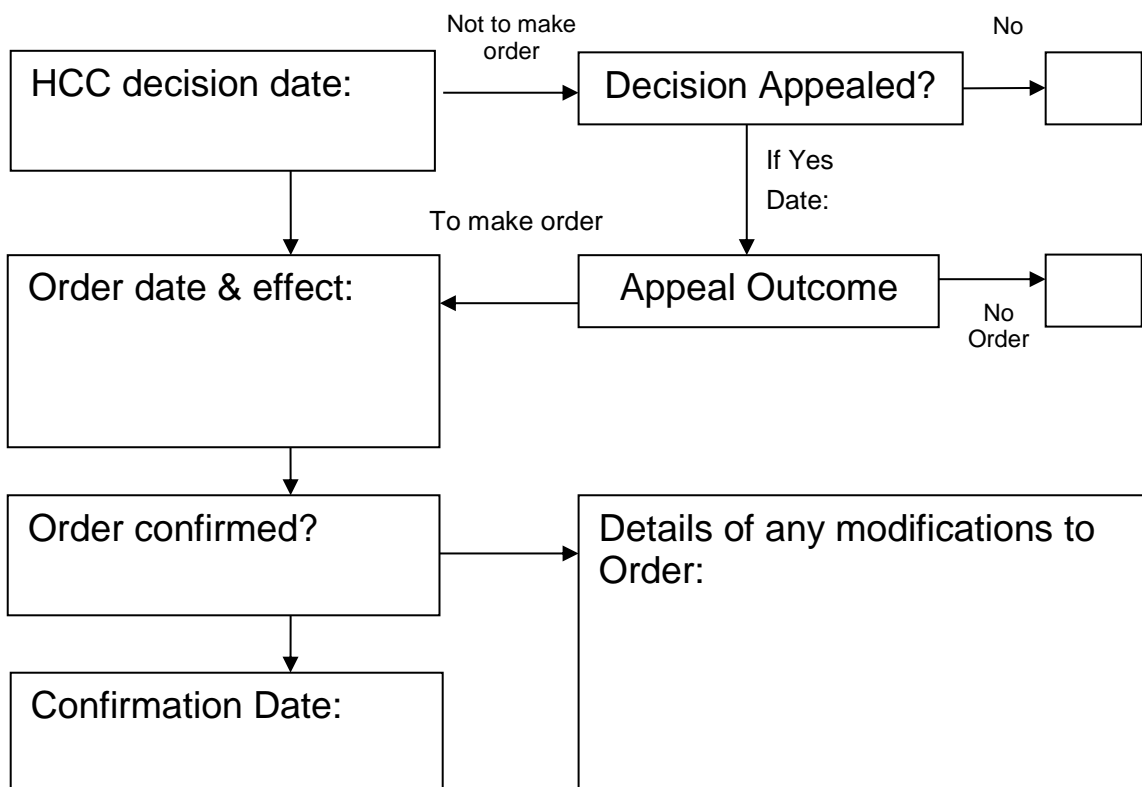 Not to make
order
No
HCC decision date:
Decision Appealed?
If Yes
Date:
To make order
Order date & effect:
Appeal Outcome
No
Order
Order confirmed?
Details of any modifications to
Order:
Confirmation Date: